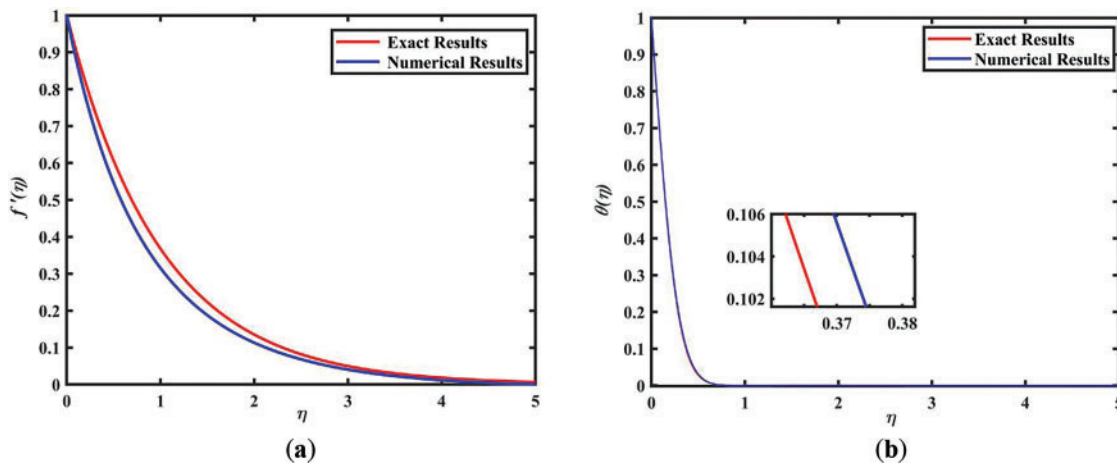 1
0.9
0.8
0.7
0.6
0.5
0.4
0.3
0.2
0.1
0
f '(η)
Exact Results
Numerical Results
0 1 2 3 4 5
η
(a)
1
0.9
0.8
0.7
0.6
0.5
0.4
0.3
0.2
0.1
0
θ(η)
Exact Results
Numerical Results
0.106
0.104
0.102
0.37 0.38
0 1 2 3 4 5
η
(b)